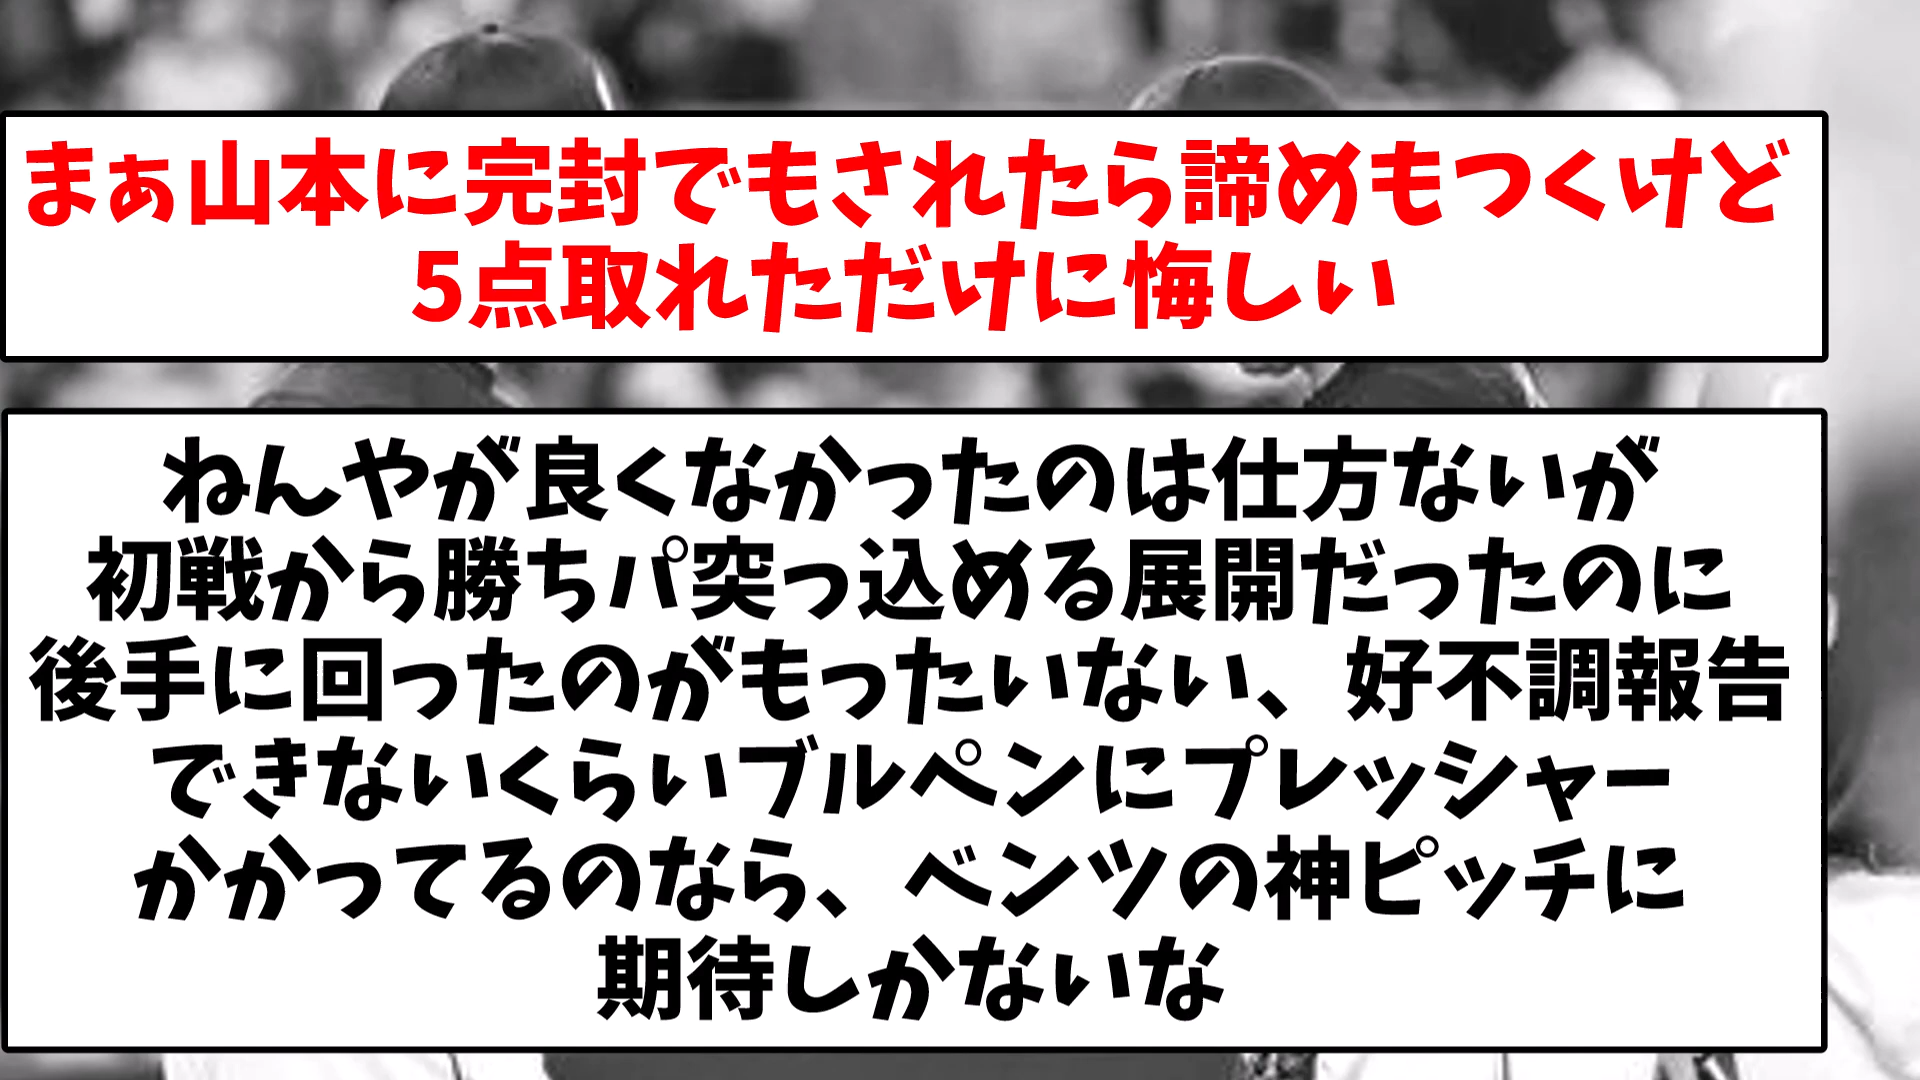 まぁ山本に完封でもされたら諦めもつくけど
5点取れただけに悔しい
ねんやが良くなかったのは仕方ないが
初戦から勝ちパ突っ込める展開だったのに
後手に回ったのがもったいない、好不調報告
できないくらいブルペンにプレッシャー
かかってるのなら、ベンツの神ピッチに
期待しかないな